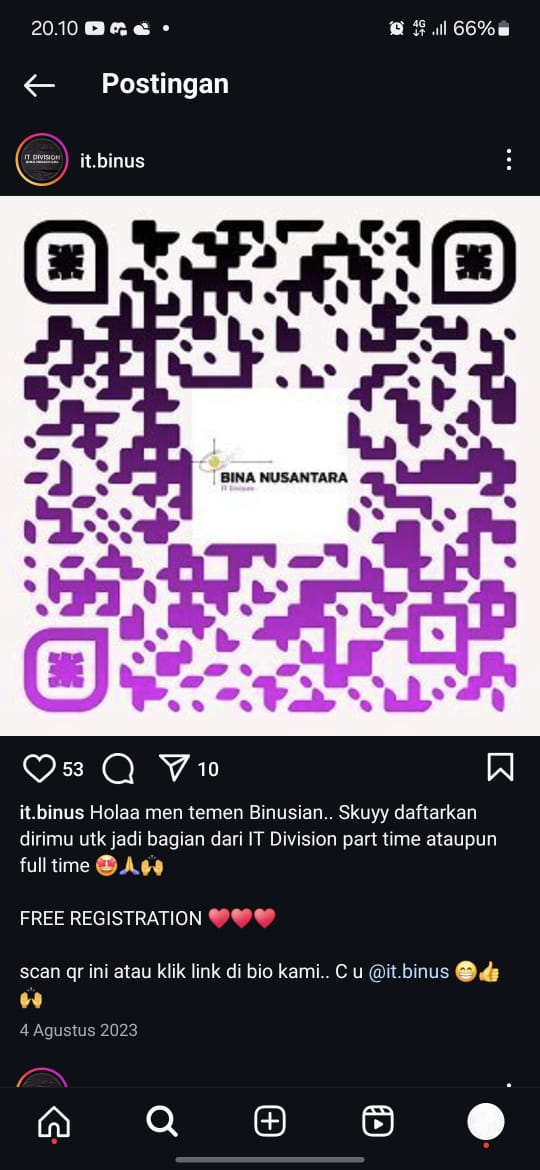 20.10
4G
66%
Postingan
IT DIVISION
BINA NUSANTARA
it.binus
BINA NUSANTARA
IT Division
53
10
it.binus Holaa men temen Binusian.. Skuyy daftarkan
dirimu utk jadi bagian dari IT Division part time ataupun
full time 🤩🙏🙌
FREE REGISTRATION ❤️❤️❤️
scan qr ini atau klik link di bio kami.. C u @it.binus 😁👍
🙌
4 Agustus 2023